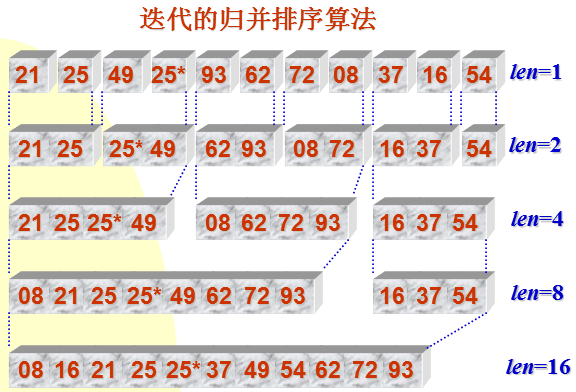 迭代的归并排序算法
21 25 49 25* 93 62 72 08 37 16 54 len=1
21 25 25* 49 62 93 08 72 16 37 54 len=2
21 25 25* 49 08 62 72 93 16 37 54 len=4
08 21 25 25* 49 62 72 93 16 37 54 len=8
08 16 21 25 25* 37 49 54 62 72 93 len=16